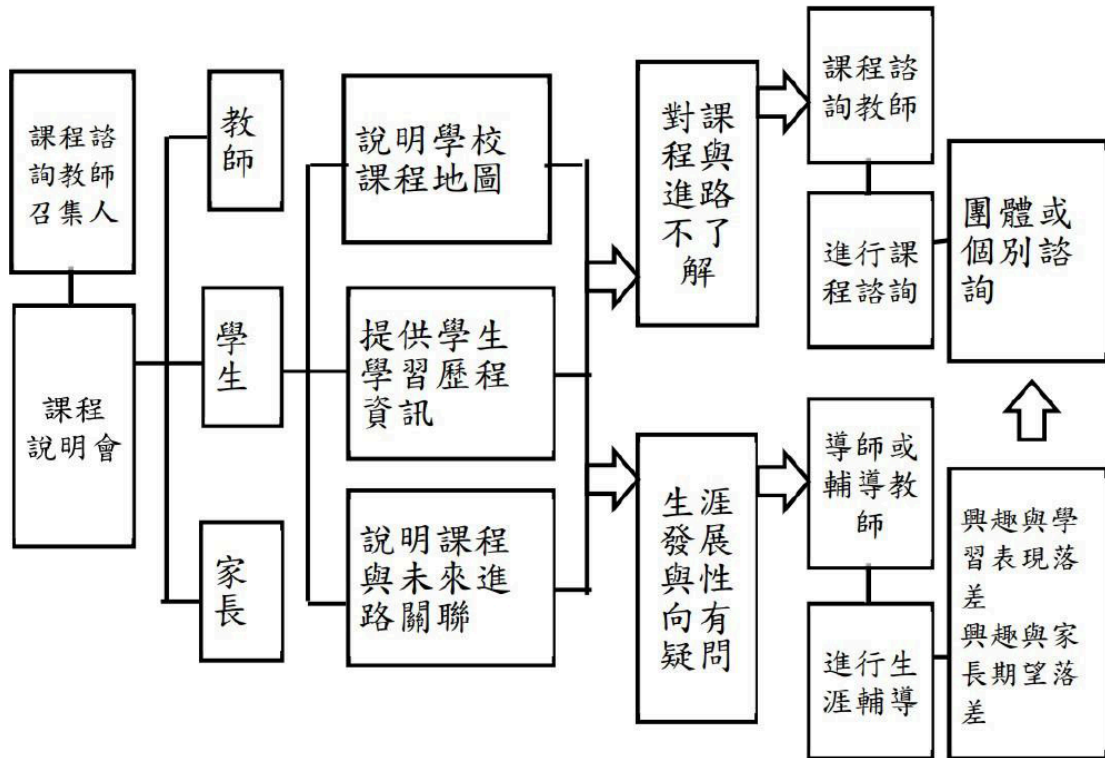 課程諮
詢教師
召集人
課程
說明會
教
師
學
生
家
長
說明學校
課程地圖
提供學生
學習歷程
資訊
說明課程
與未來進
路關聯
對課
程與
進路
不了
解
生涯
發展
與性
向有
疑問
課程諮
詢教師
進行課
程諮詢
團體或
個別諮
詢
導師或
輔導教
師
進行生
涯輔導
興趣與學
習表現落
差
興趣與家
長期望落
差